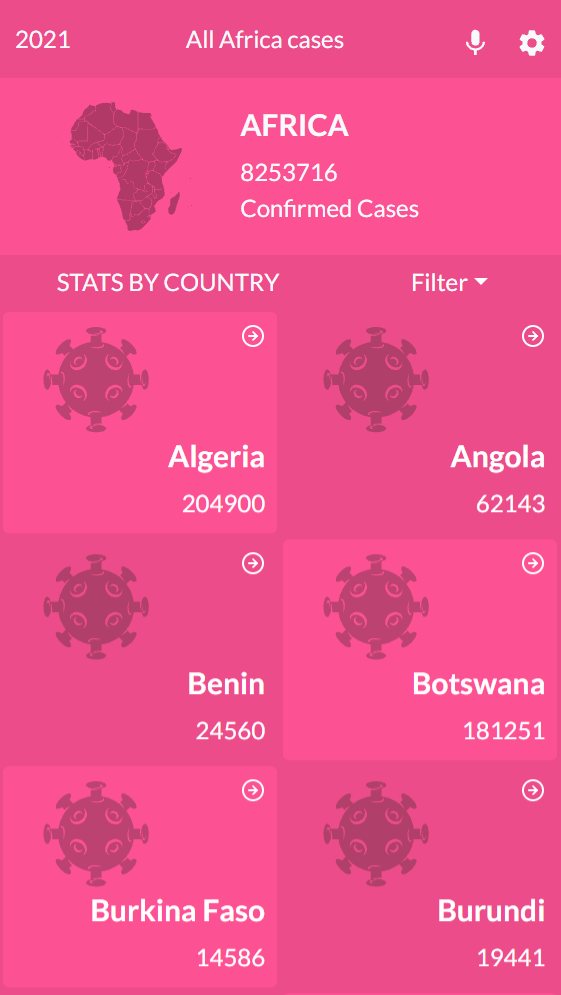 2021
All Africa cases
AFRICA
8253716
Confirmed Cases
STATS BY COUNTRY
Filter
Algeria
204900
Angola
62143
Benin
24560
Botswana
181251
Burkina Faso
14586
Burundi
19441